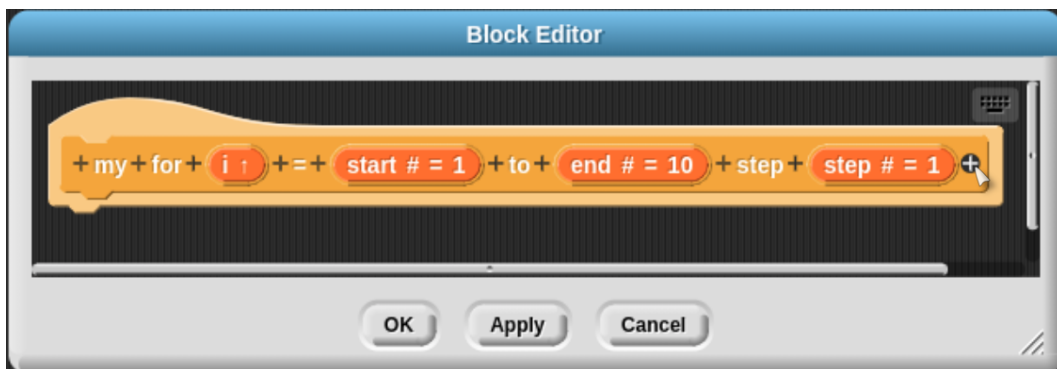 Block Editor
+ my + for + i ↑ + = + start # = 1 + to + end # = 10 + step + step # = 1 +
OK Apply Cancel